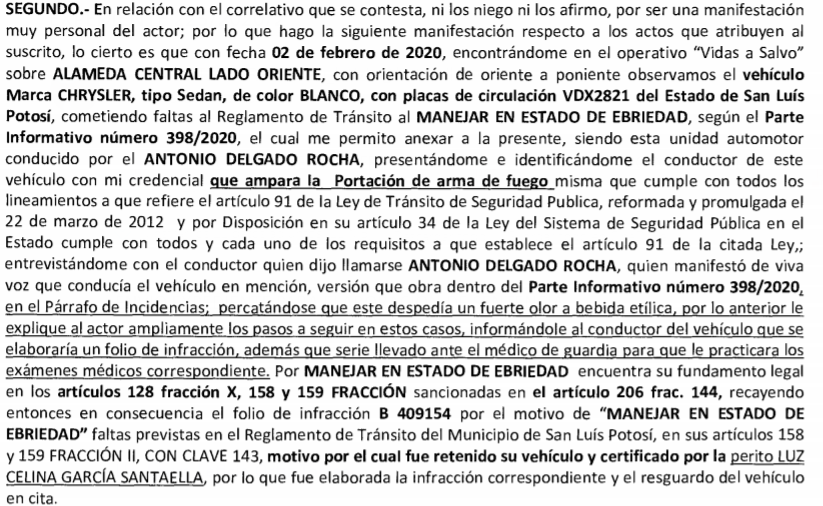 SEGUNDO.- En relación con el correlativo que se contesta, ni los niego ni los afirmo, por ser una manifestación
muy personal del actor; por lo que hago la siguiente manifestación respecto a los actos que atribuyen al
suscrito, lo cierto es que con fecha 02 de febrero de 2020, encontrándome en el operativo “Vidas a Salvo”
sobre ALAMEDA CENTRAL LADO ORIENTE, con orientación de oriente a poniente observamos el vehículo
Marca CHRYSLER, tipo Sedan, de color BLANCO, con placas de circulación VDX2821 del Estado de San Luís
Potosí, cometiendo faltas al Reglamento de Tránsito al MANEJAR EN ESTADO DE EBRIEDAD, según el Parte
Informativo número 398/2020, el cual me permito anexar a la presente, siendo esta unidad automotor
conducido por el ANTONIO DELGADO ROCHA, presentándome e identificándome el conductor de este
vehículo con mi credencial que ampara la Portación de arma de fuego misma que cumple con todos los
lineamientos a que refiere el artículo 91 de la Ley de Tránsito de Seguridad Publica, reformada y promulgada el
22 de marzo de 2012 y por Disposición en su artículo 34 de la Ley del Sistema de Seguridad Pública en el
Estado cumple con todos y cada uno de los requisitos a que establece el artículo 91 de la citada Ley,;
entrevistándome con el conductor quien dijo llamarse ANTONIO DELGADO ROCHA, quien manifestó de viva
voz que conducía el vehículo en mención, versión que obra dentro del Parte Informativo número 398/2020,
en el Párrafo de Incidencias; percatándose que este despedía un fuerte olor a bebida etílica, por lo anterior le
explique al actor ampliamente los pasos a seguir en estos casos, informándole al conductor del vehículo que se
elaboraría un folio de infracción, además que serie llevado ante el médico de guardia para que le practicara los
exámenes médicos correspondiente. Por MANEJAR EN ESTADO DE EBRIEDAD encuentra su fundamento legal
en los artículos 128 fracción X, 158 y 159 FRACCIÓN sancionadas en el artículo 206 frac. 144, recayendo
entonces en consecuencia el folio de infracción B 409154 por el motivo de “MANEJAR EN ESTADO DE
EBRIEDAD” faltas previstas en el Reglamento de Tránsito del Municipio de San Luís Potosí, en sus artículos 158
y 159 FRACCIÓN II, CON CLAVE 143, motivo por el cual fue retenido su vehículo y certificado por la perito LUZ
CELINA GARCÍA SANTAELLA, por lo que fue elaborada la infracción correspondiente y el resguardo del vehículo
en cita.